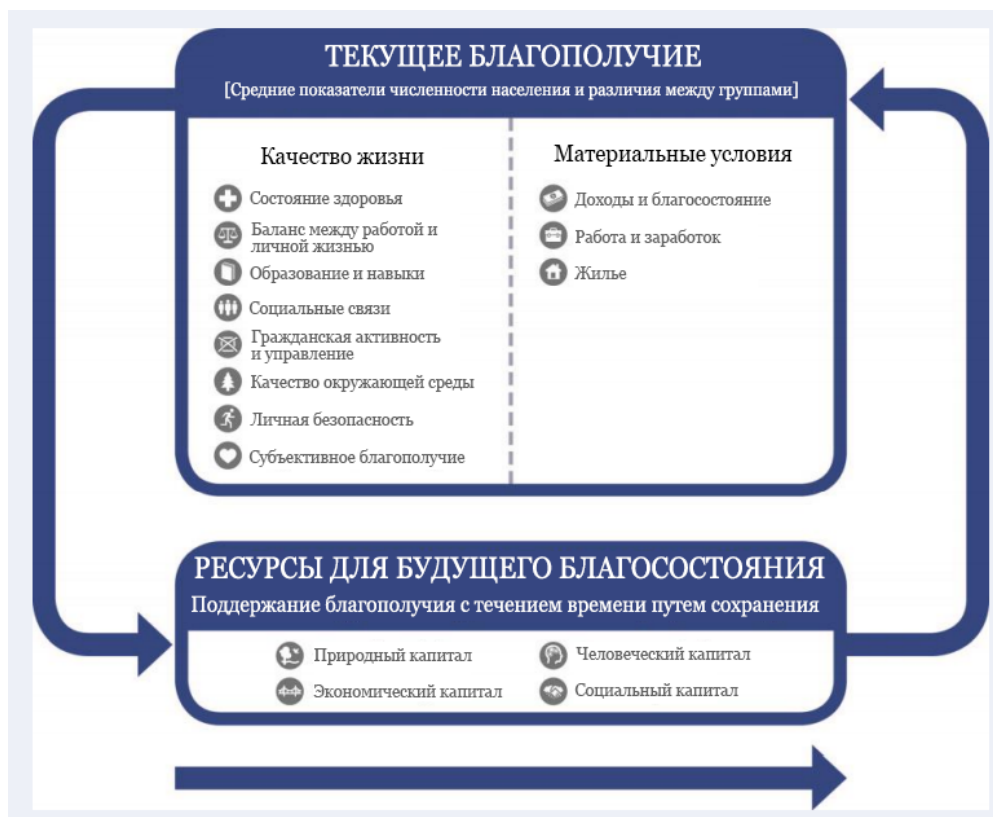 ТЕКУЩЕЕ БЛАГОПОЛУЧИЕ
[Средние показатели численности населения и различия между группами]
Качество жизни
Состояние здоровья
Баланс между работой и
личной жизнью
Образование и навыки
Социальные связи
Гражданская активность
и управление
Качество окружающей среды
Личная безопасность
Субъективное благополучие
Материальные условия
Доходы и благосостояние
Работа и заработок
Жилье
РЕСУРСЫ ДЛЯ БУДУЩЕГО БЛАГОСОСТОЯНИЯ
Поддержание благополучия с течением времени путем сохранения
Природный капитал
Человеческий капитал
Экономический капитал
Социальный капитал